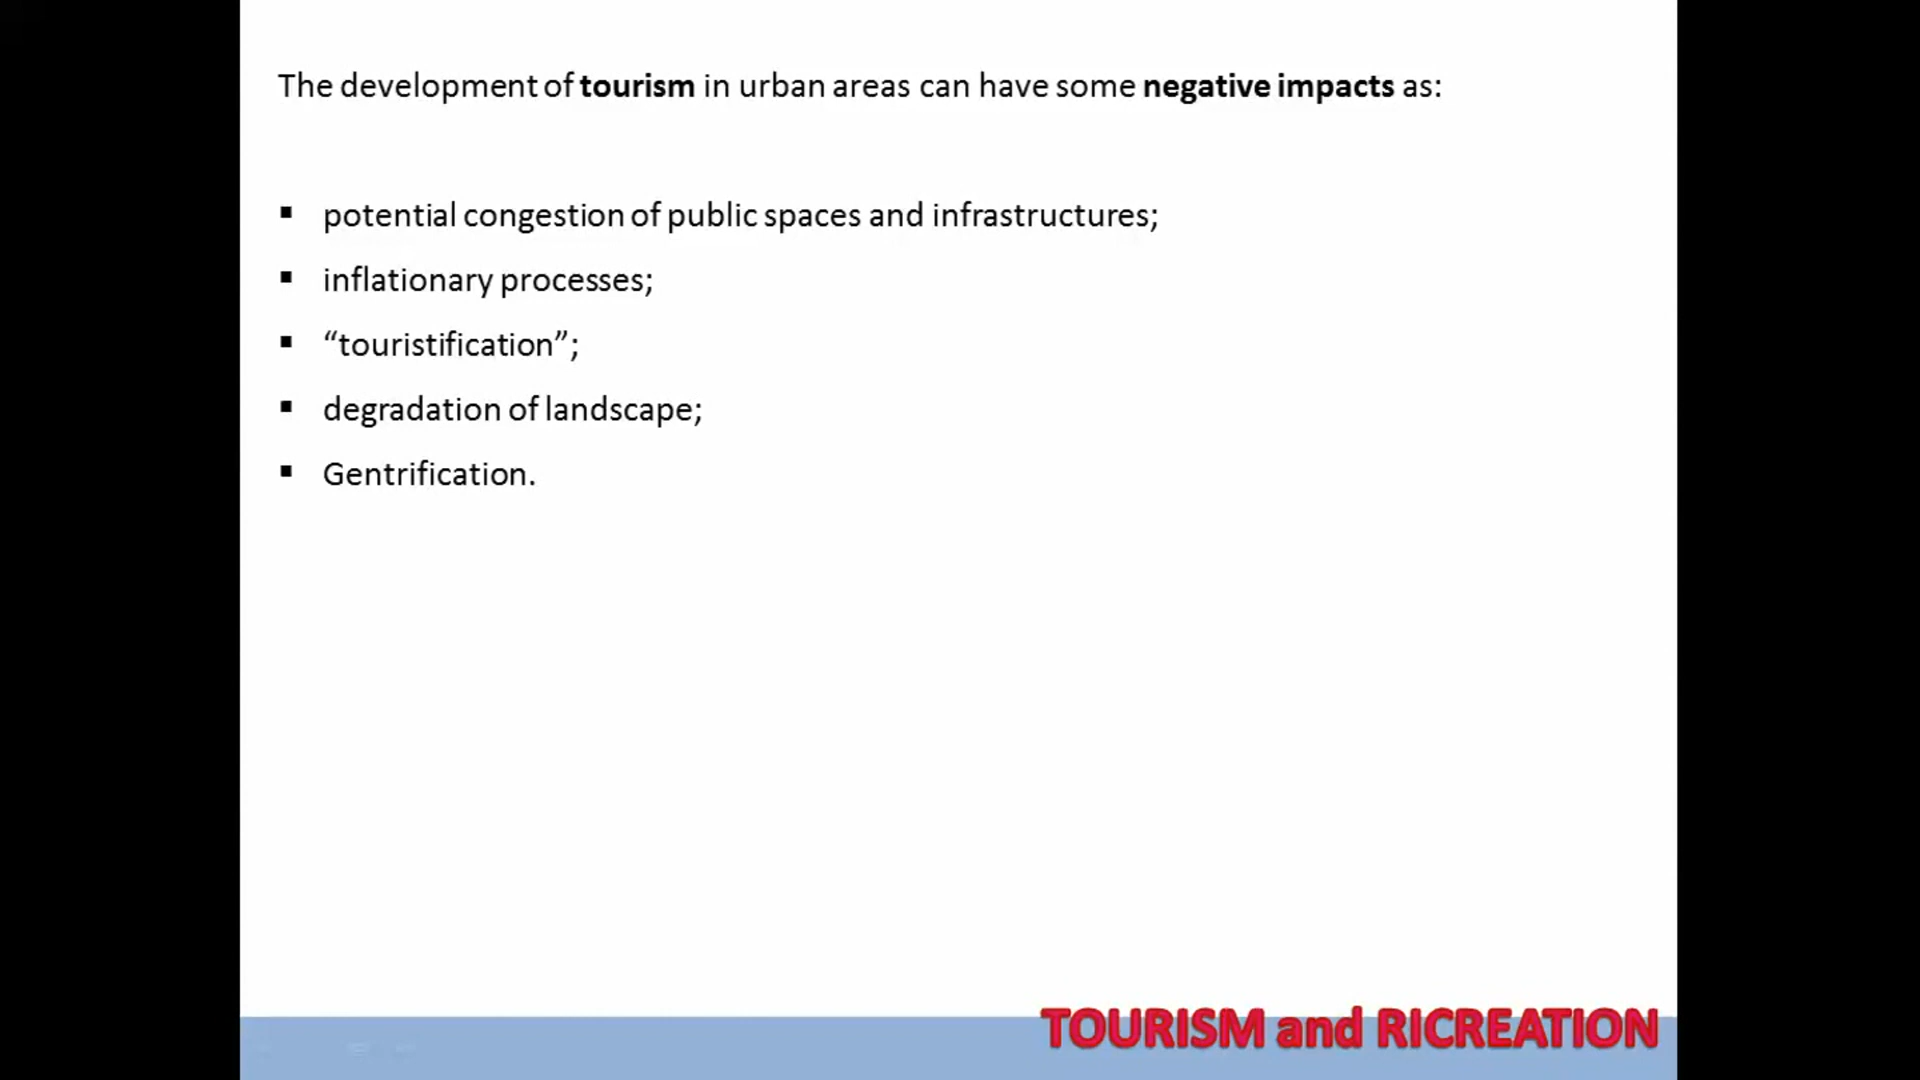 The development of tourism in urban areas can have some negative impacts as:
▪ potential congestion of public spaces and infrastructures;
▪ inflationary processes;
▪ “touristification”;
▪ degradation of landscape;
▪ Gentrification.
TOURISM and RICREATION